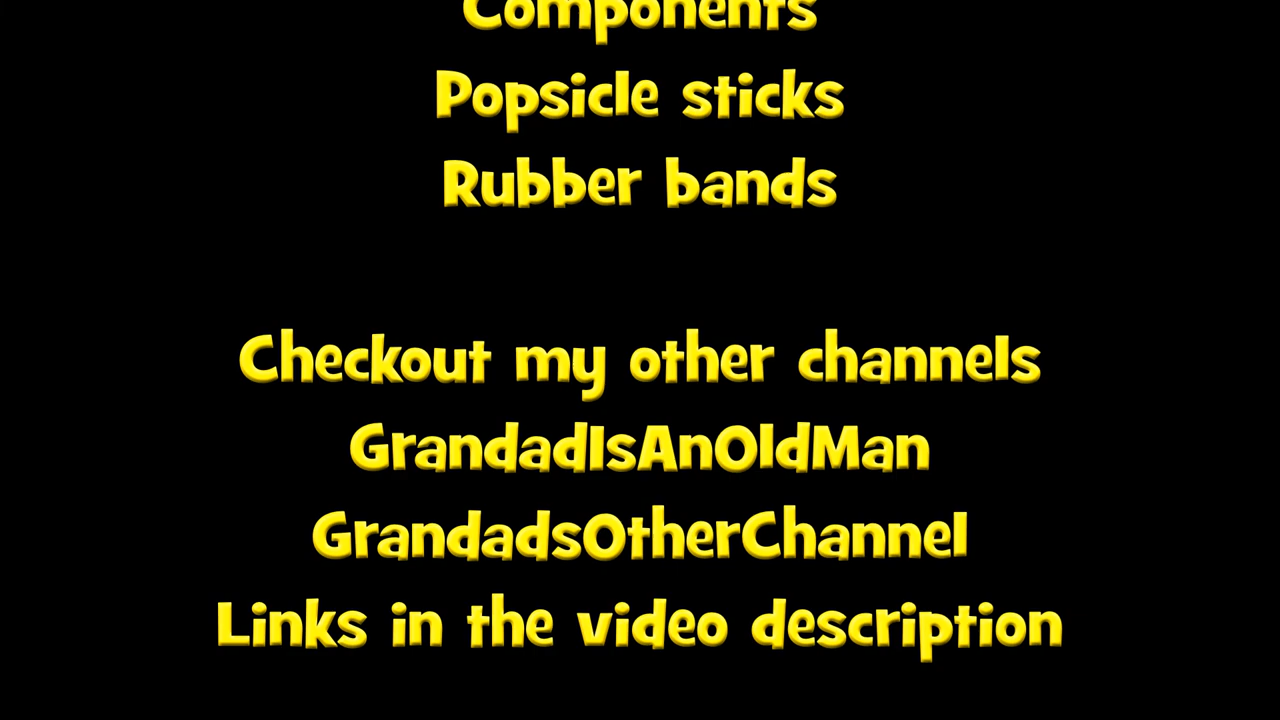 Components
Popsicle sticks
Rubber bands
Checkout my other channels
GrandadIsAnOldMan
GrandadsOtherChannel
Links in the video description